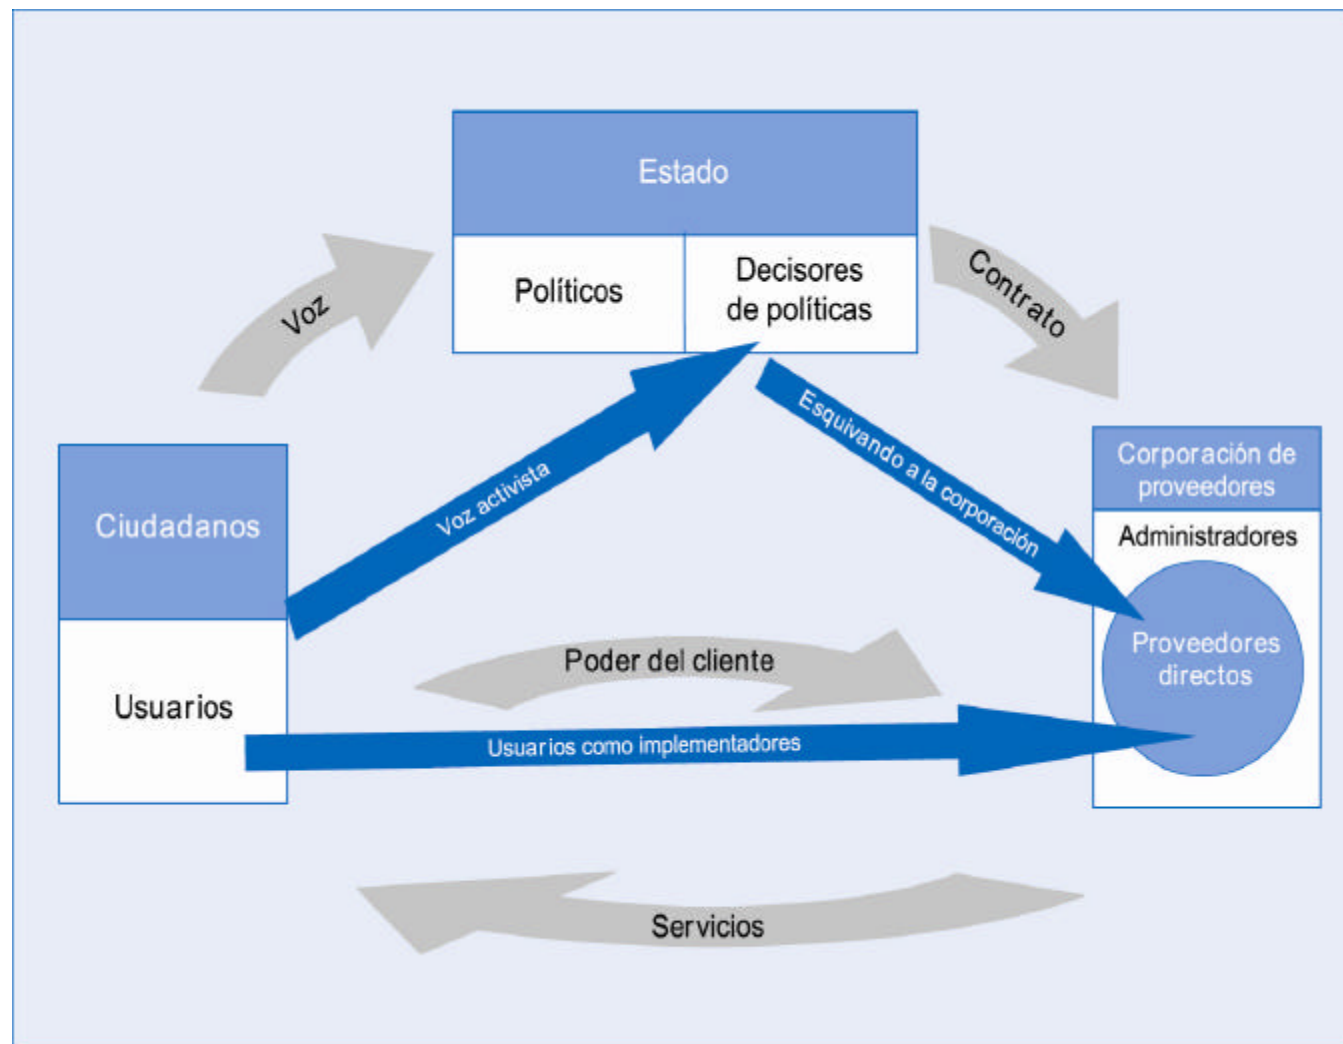 Estado
Políticos
Decisores
de políticas
Voz
Contrato
Ciudadanos
Usuarios
Voz activista
Esquivando a la corporación
Corporación de
proveedores
Administradores
Proveedores
directos
Poder del cliente
Usuarios como implementadores
Servicios